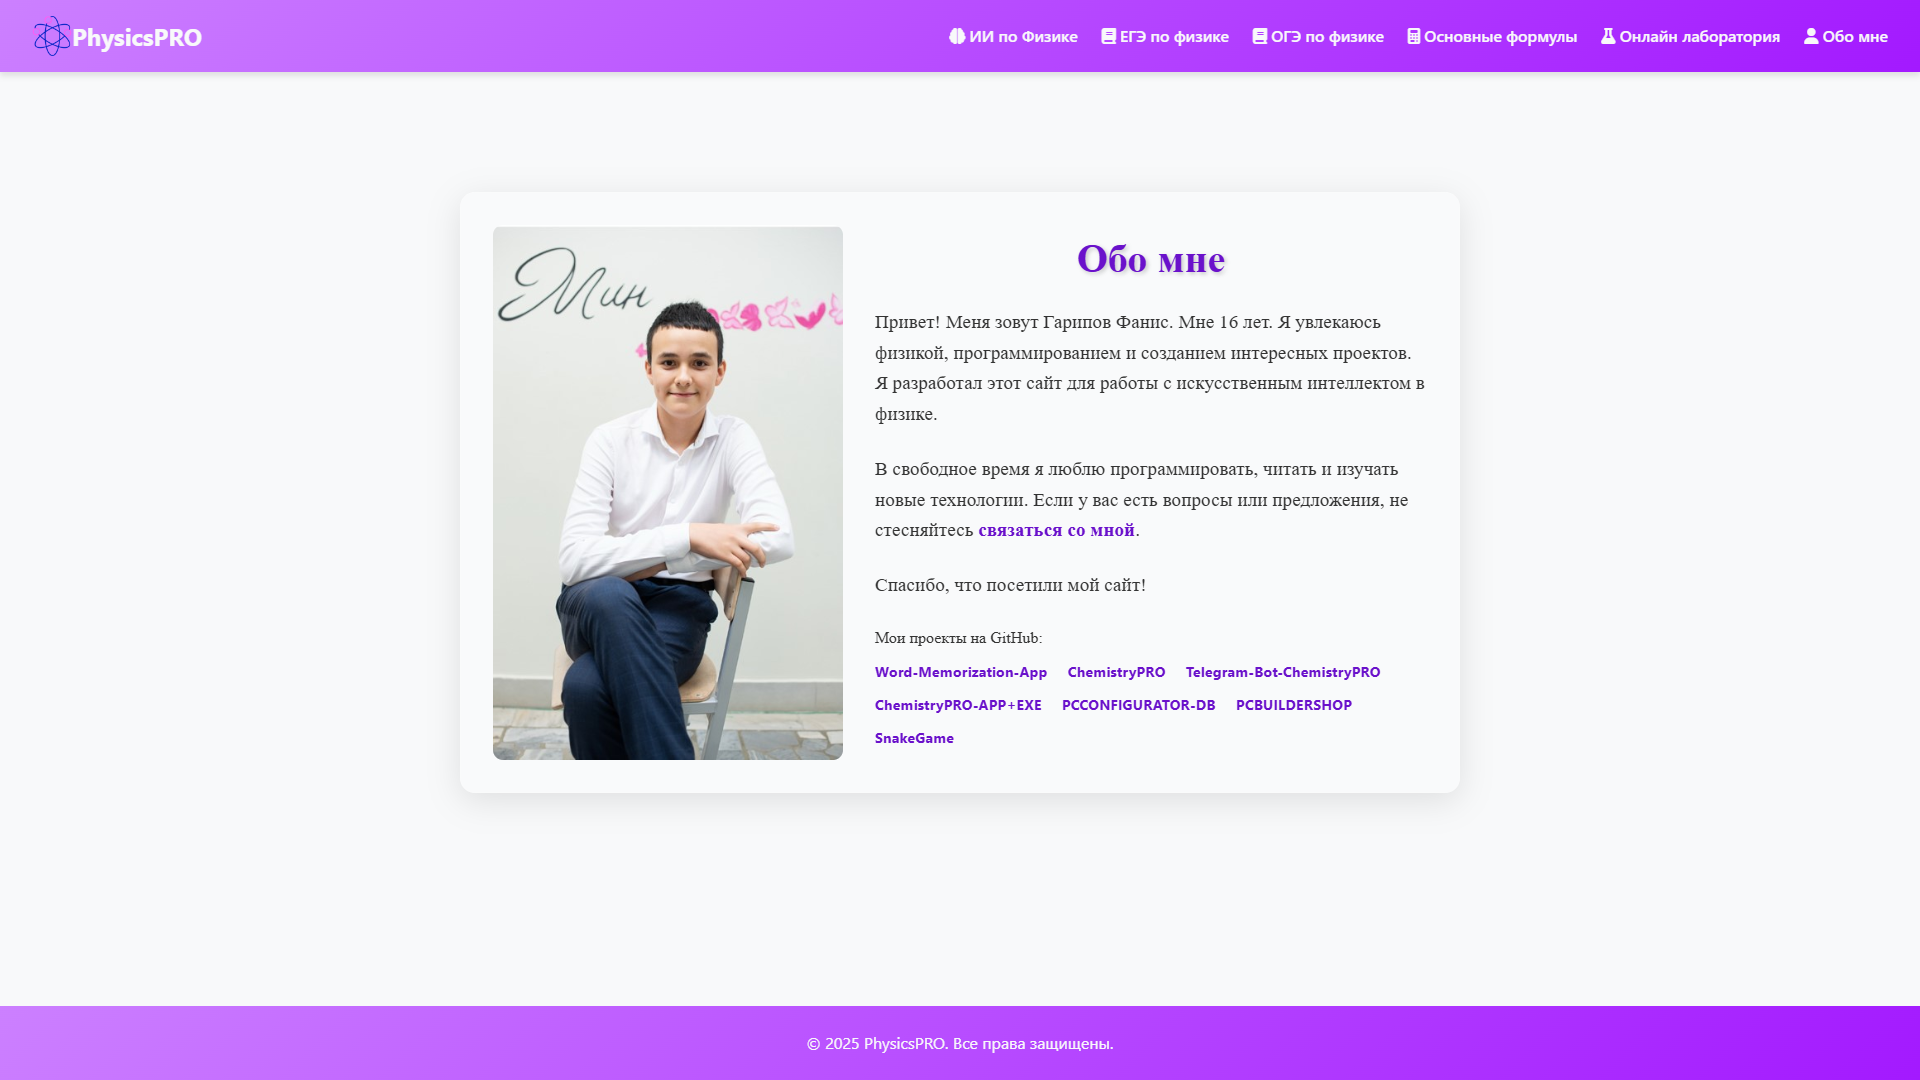 PhysicsPRO
ИИ по Физике
ЕГЭ по физике
ОГЭ по физике
Основные формулы
Онлайн лаборатория
Обо мне
Мин
Обо мне
Привет! Меня зовут Гарипов Фанис. Мне 16 лет. Я увлекаюсь
физикой, программированием и созданием интересных проектов.
Я разработал этот сайт для работы с искусственным интеллектом в
физике.
В свободное время я люблю программировать, читать и изучать
новые технологии. Если у вас есть вопросы или предложения, не
стесняйтесь связаться со мной.
Спасибо, что посетили мой сайт!
Мои проекты на GitHub:
Word-Memorization-App ChemistryPRO Telegram-Bot-ChemistryPRO
ChemistryPRO-APP+EXE PCCONFIGURATOR-DB PCBUILDERSHOP
SnakeGame
© 2025 PhysicsPRO. Все права защищены.